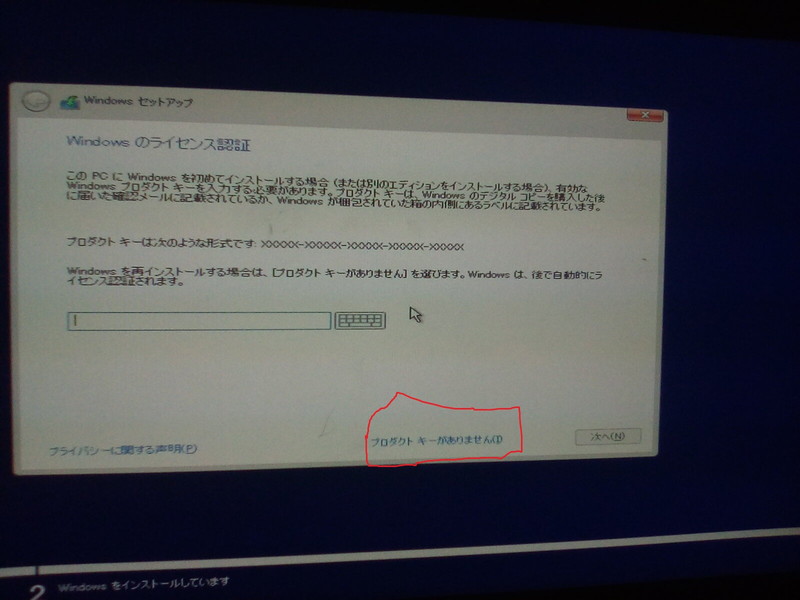 Windows セットアップ
Windows のライセンス認証
この PC に Windows を初めてインストールする場合 (または別のエディションをインストールする場合)、有効な
Windows プロダクト キーを入力する必要があります。プロダクト キーは、Windows のデジタル コピーを購入した後
に届いた確認メールに記載されているか、Windows が梱包されていた箱の内側にあるラベルに記載されています。
プロダクト キーは次のような形式です: XXXXX-XXXXX-XXXXX-XXXXX-XXXXX
Windows を再インストールする場合は、[プロダクト キーがありません] を選びます。Windows は、後で自動的にラ
イセンス認証されます。
プロダクト キーがありません(I)
プライバシーに関する声明(P)
次へ(N)
2 Windows をインストールしています